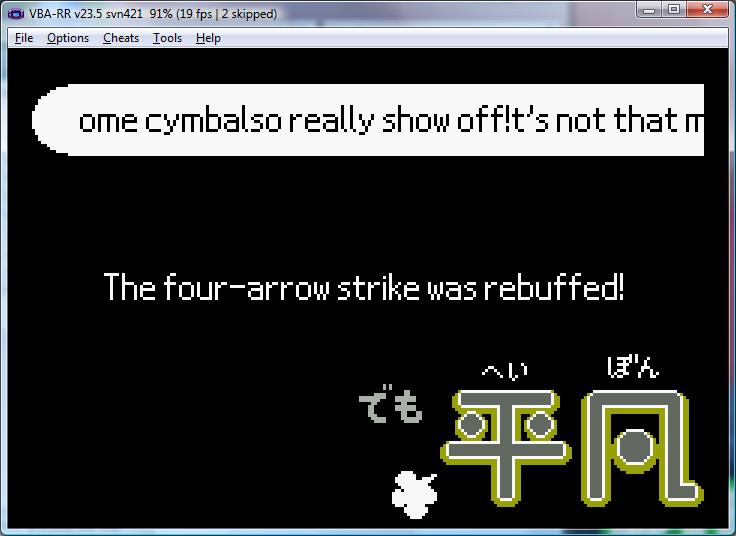 VBA-RR v23.5 svn421 91% (19 fps | 2 skipped)
File Options Cheats Tools Help
ome cymbalso really show off!t's not that m
The four-arrow strike was rebuffed!
へい ぼん
でも 平凡